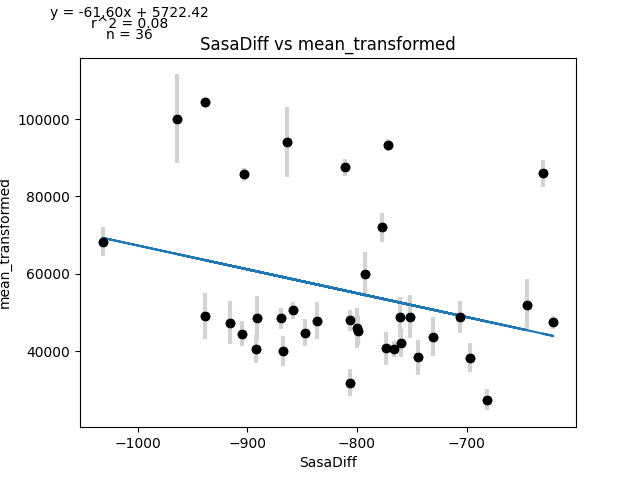 y = -61.60x + 5722.42
r^2 = 0.08
n = 36
SasaDiff vs mean_transformed
mean_transformed
100000
80000
60000
40000
−1000
−900
−800
−700
SasaDiff